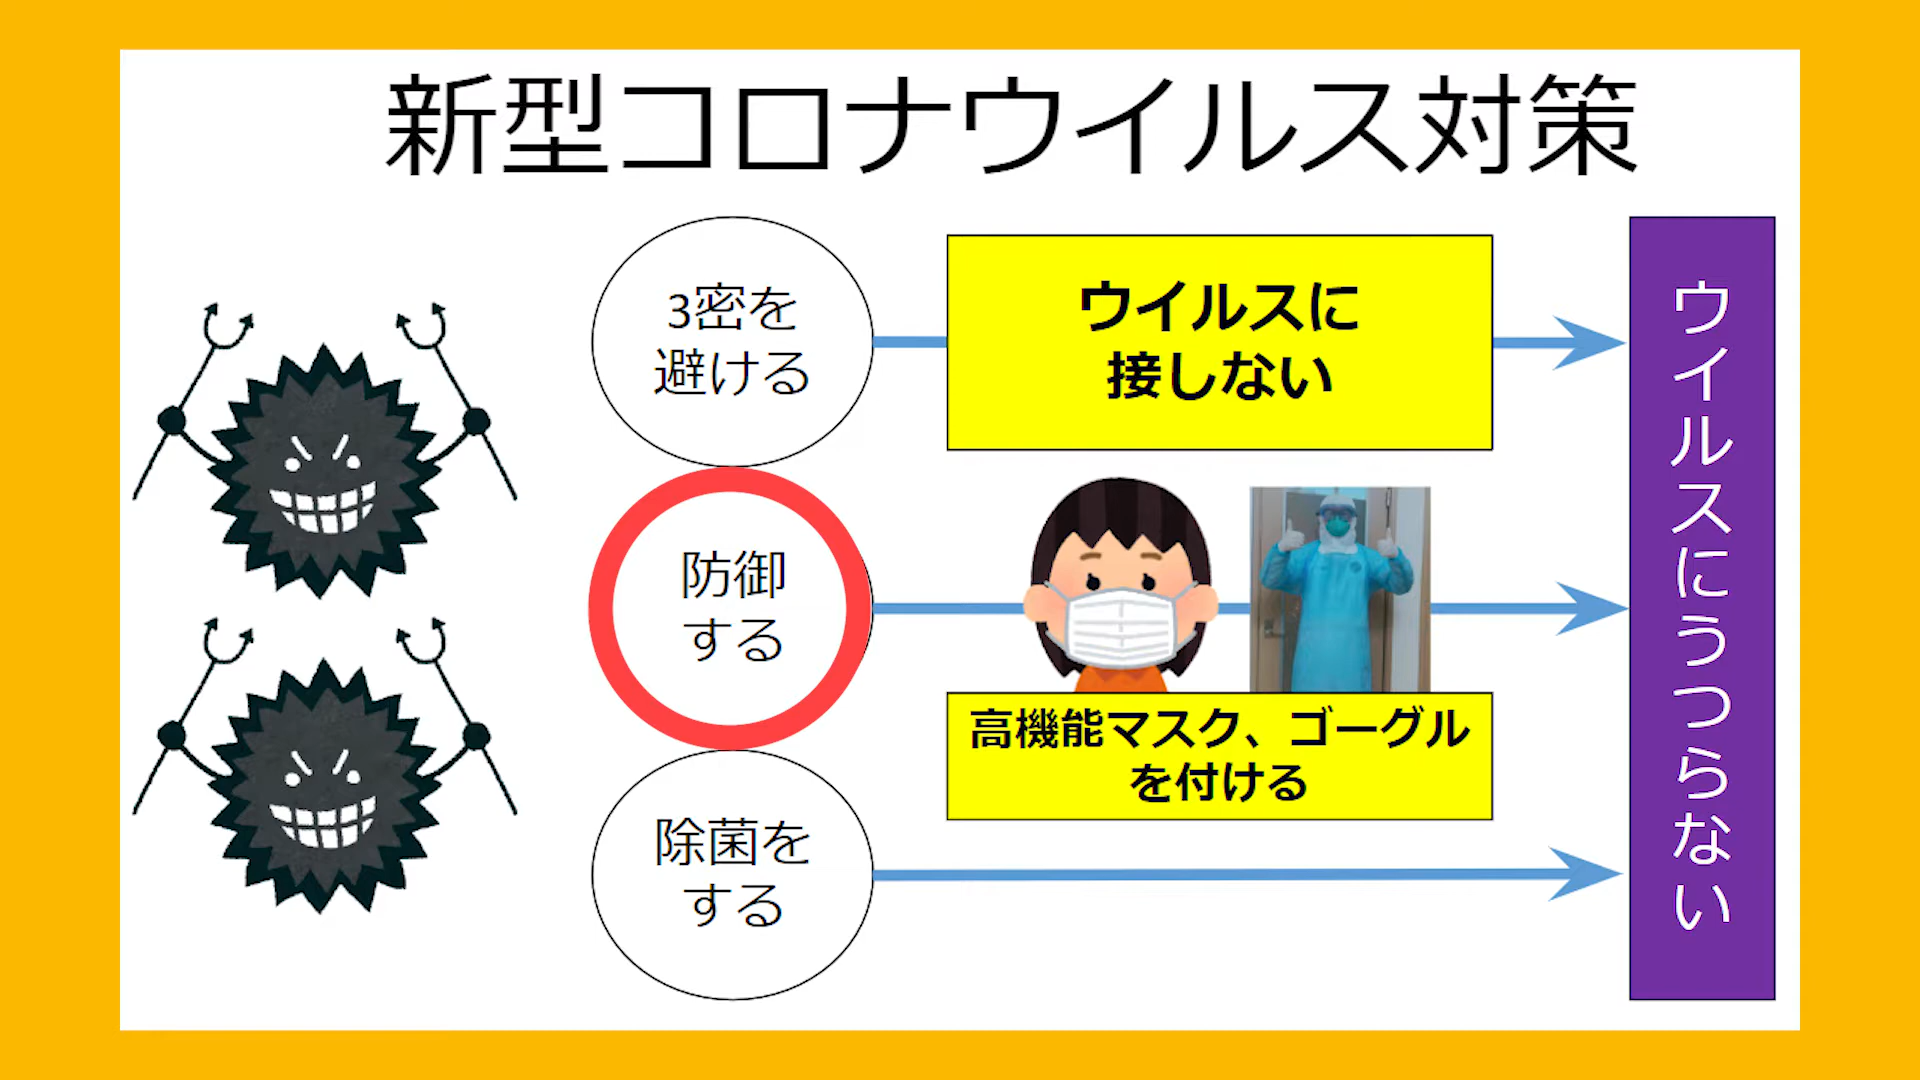 新型コロナウイルス対策
3密を
避ける
ウイルスに
接しない
防御
する
高機能マスク、ゴーグル
を付ける
除菌を
する
ウイルスにうつらない